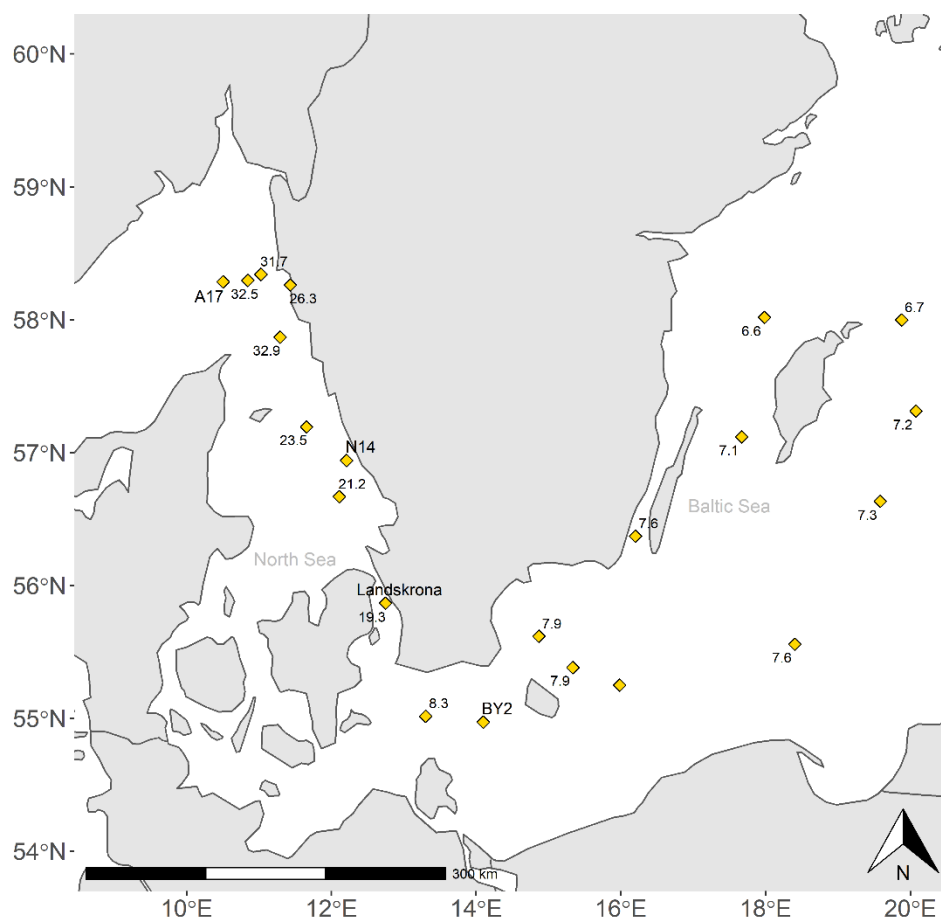 60°N
59°N
31.7
A17
32.5
26.3
58°N
6.7
6.6
32.9
7.2
23.5
N14
7.1
57°N
21.2
Baltic Sea
7.3
7.6
North Sea
56°N
Landskrona
19.3
7.9
7.6
7.9
8.3
BY2
55°N
54°N
300 km
N
10°E
12°E
14°E
16°E
18°E
20°E